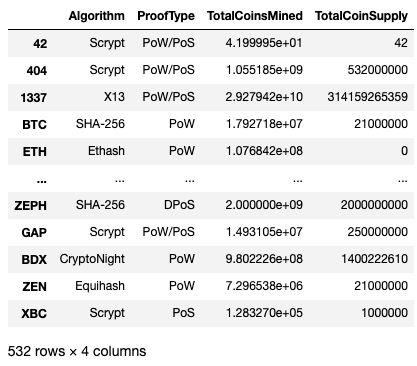 Algorithm ProofType TotalCoinsMined TotalCoinSupply
42 Scrypt PoW/PoS 4.199995e+01 42
404 Scrypt PoW/PoS 1.055185e+09 532000000
1337 X13 PoW/PoS 2.927942e+10 314159265359
BTC SHA-256 PoW 1.792718e+07 21000000
ETH Ethash PoW 1.076842e+08 0
... ... ... ... ...
ZEPH SHA-256 DPoS 2.000000e+09 2000000000
GAP Scrypt PoW/PoS 1.493105e+07 250000000
BDX CryptoNight PoW 9.802226e+08 1400222610
ZEN Equihash PoW 7.296538e+06 21000000
XBC Scrypt PoS 1.283270e+05 1000000
532 rows × 4 columns